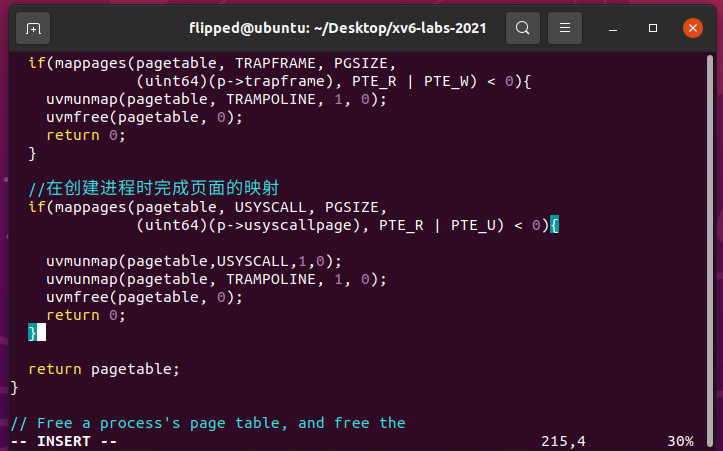 flipped@ubuntu: ~/Desktop/xv6-labs-2021
if(mappages(pagetable, TRAPFRAME, PGSIZE,
(uint64)(p->trapframe), PTE_R | PTE_W) < 0){
uvmunmap(pagetable, TRAMPOLINE, 1, 0);
uvmfree(pagetable, 0);
return 0;
}
//在创建进程时完成页面的映射
if(mappages(pagetable, USYSCALL, PGSIZE,
(uint64)(p->usyscallpage), PTE_R | PTE_U) < 0){
uvmunmap(pagetable,USYSCALL,1,0);
uvmunmap(pagetable, TRAMPOLINE, 1, 0);
uvmfree(pagetable, 0);
return 0;
}
return pagetable;
}
// Free a process's page table, and free the
-- INSERT -- 215,4 30%